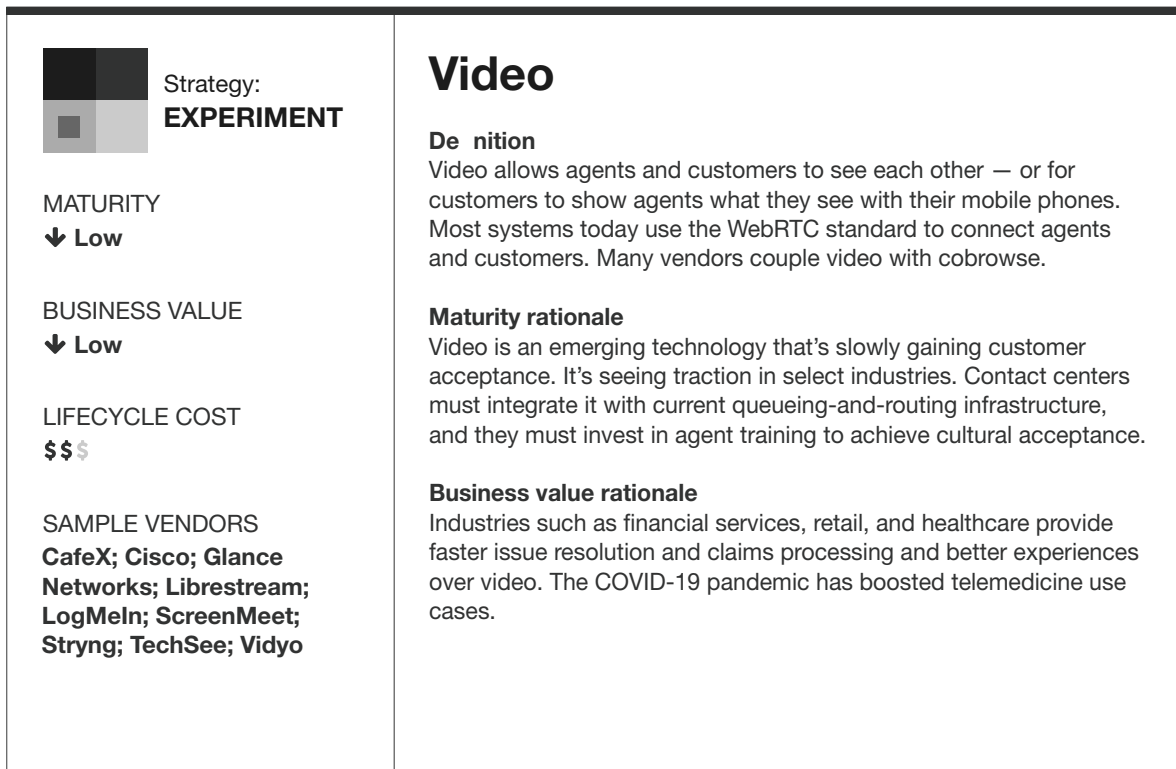 Strategy:
EXPERIMENT
MATURITY
Low
BUSINESS VALUE
Low
LIFECYCLE COST
$$$
SAMPLE VENDORS
CafeX; Cisco; Glance
Networks; Librestream;
LogMeIn; ScreenMeet;
Stryng; TechSee; Vidyo
Video
De nition
Video allows agents and customers to see each other — or for
customers to show agents what they see with their mobile phones.
Most systems today use the WebRTC standard to connect agents
and customers. Many vendors couple video with cobrowse.
Maturity rationale
Video is an emerging technology that’s slowly gaining customer
acceptance. It’s seeing traction in select industries. Contact centers
must integrate it with current queueing-and-routing infrastructure,
and they must invest in agent training to achieve cultural acceptance.
Business value rationale
Industries such as financial services, retail, and healthcare provide
faster issue resolution and claims processing and better experiences
over video. The COVID-19 pandemic has boosted telemedicine use
cases.